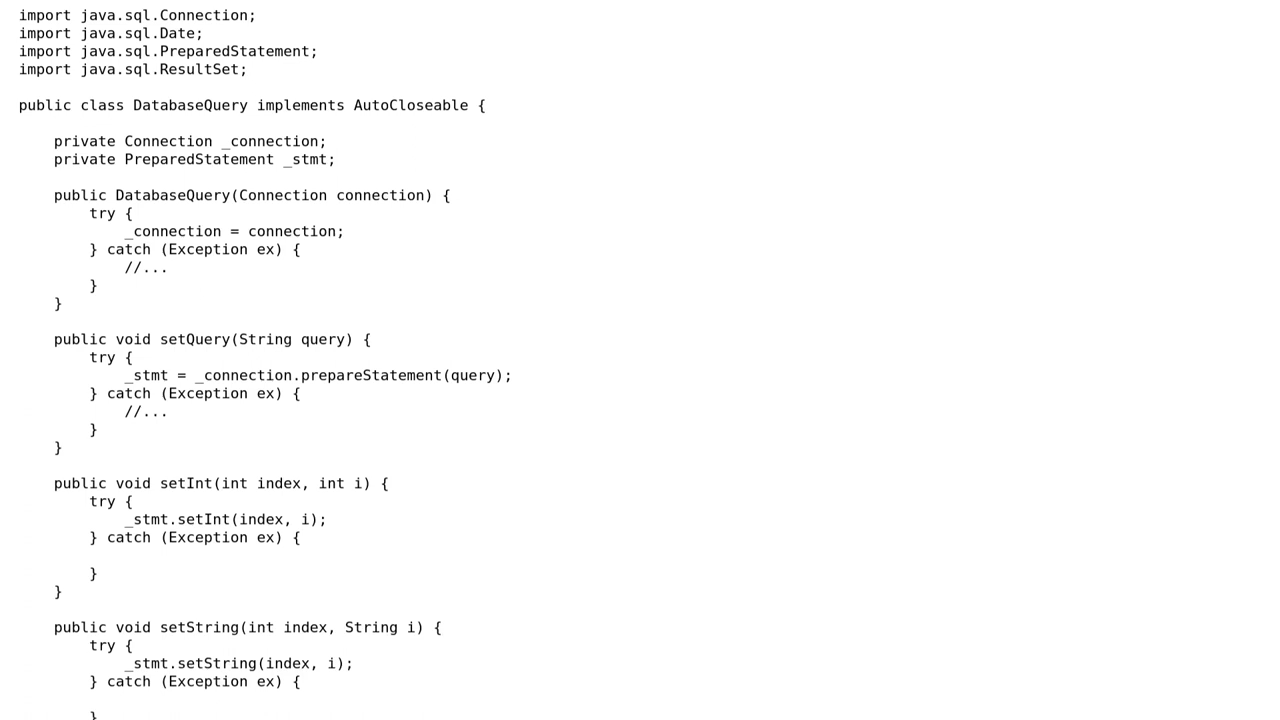 import java.sql.Connection;
import java.sql.Date;
import java.sql.PreparedStatement;
import java.sql.ResultSet;

public class DatabaseQuery implements AutoCloseable {

    private Connection _connection;
    private PreparedStatement _stmt;

    public DatabaseQuery(Connection connection) {
        try {
            _connection = connection;
        } catch (Exception ex) {
            //...
        }
    }

    public void setQuery(String query) {
        try {
            _stmt = _connection.prepareStatement(query);
        } catch (Exception ex) {
            //...
        }
    }

    public void setInt(int index, int i) {
        try {
            _stmt.setInt(index, i);
        } catch (Exception ex) {

        }
    }

    public void setString(int index, String i) {
        try {
            _stmt.setString(index, i);
        } catch (Exception ex) {

        }